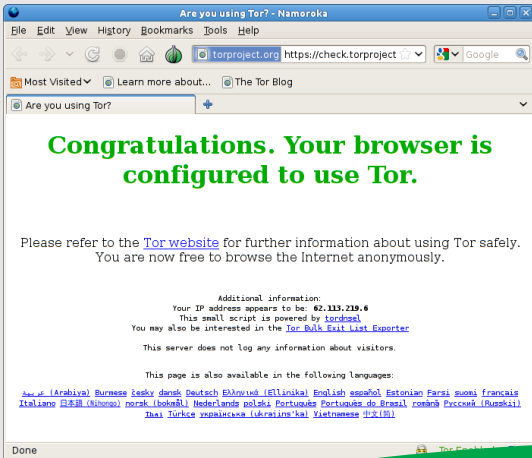 Are you using Tor? - Namoroka
File Edit View History Bookmarks Tools Help
torproject.org https://check.torproject Google
Most Visited Learn more about... The Tor Blog
Are you using Tor?
Congratulations. Your browser is
configured to use Tor.
Please refer to the Tor website for further information about using Tor safely.
You are now free to browse the Internet anonymously.
Additional information:
Your IP address appears to be: 62.113.219.6
This small script is powered by tordnsel
You may also be interested in the Tor Bulk Exit List Exporter
This server does not log any information about visitors.
This page is also available in the following languages:
عربية (Arabiya) Burmese česky dansk Deutsch Ελληνικά (Ellinika) English español Estonian Farsi suomi français
Italiano 日本語 (Nihongo) norsk (bokmål) Nederlands polski Português Português do Brasil română Русский (Russkij)
Thai Türkçe українська (ukrajins'ka) Vietnamese 中文(简)
Done Tor